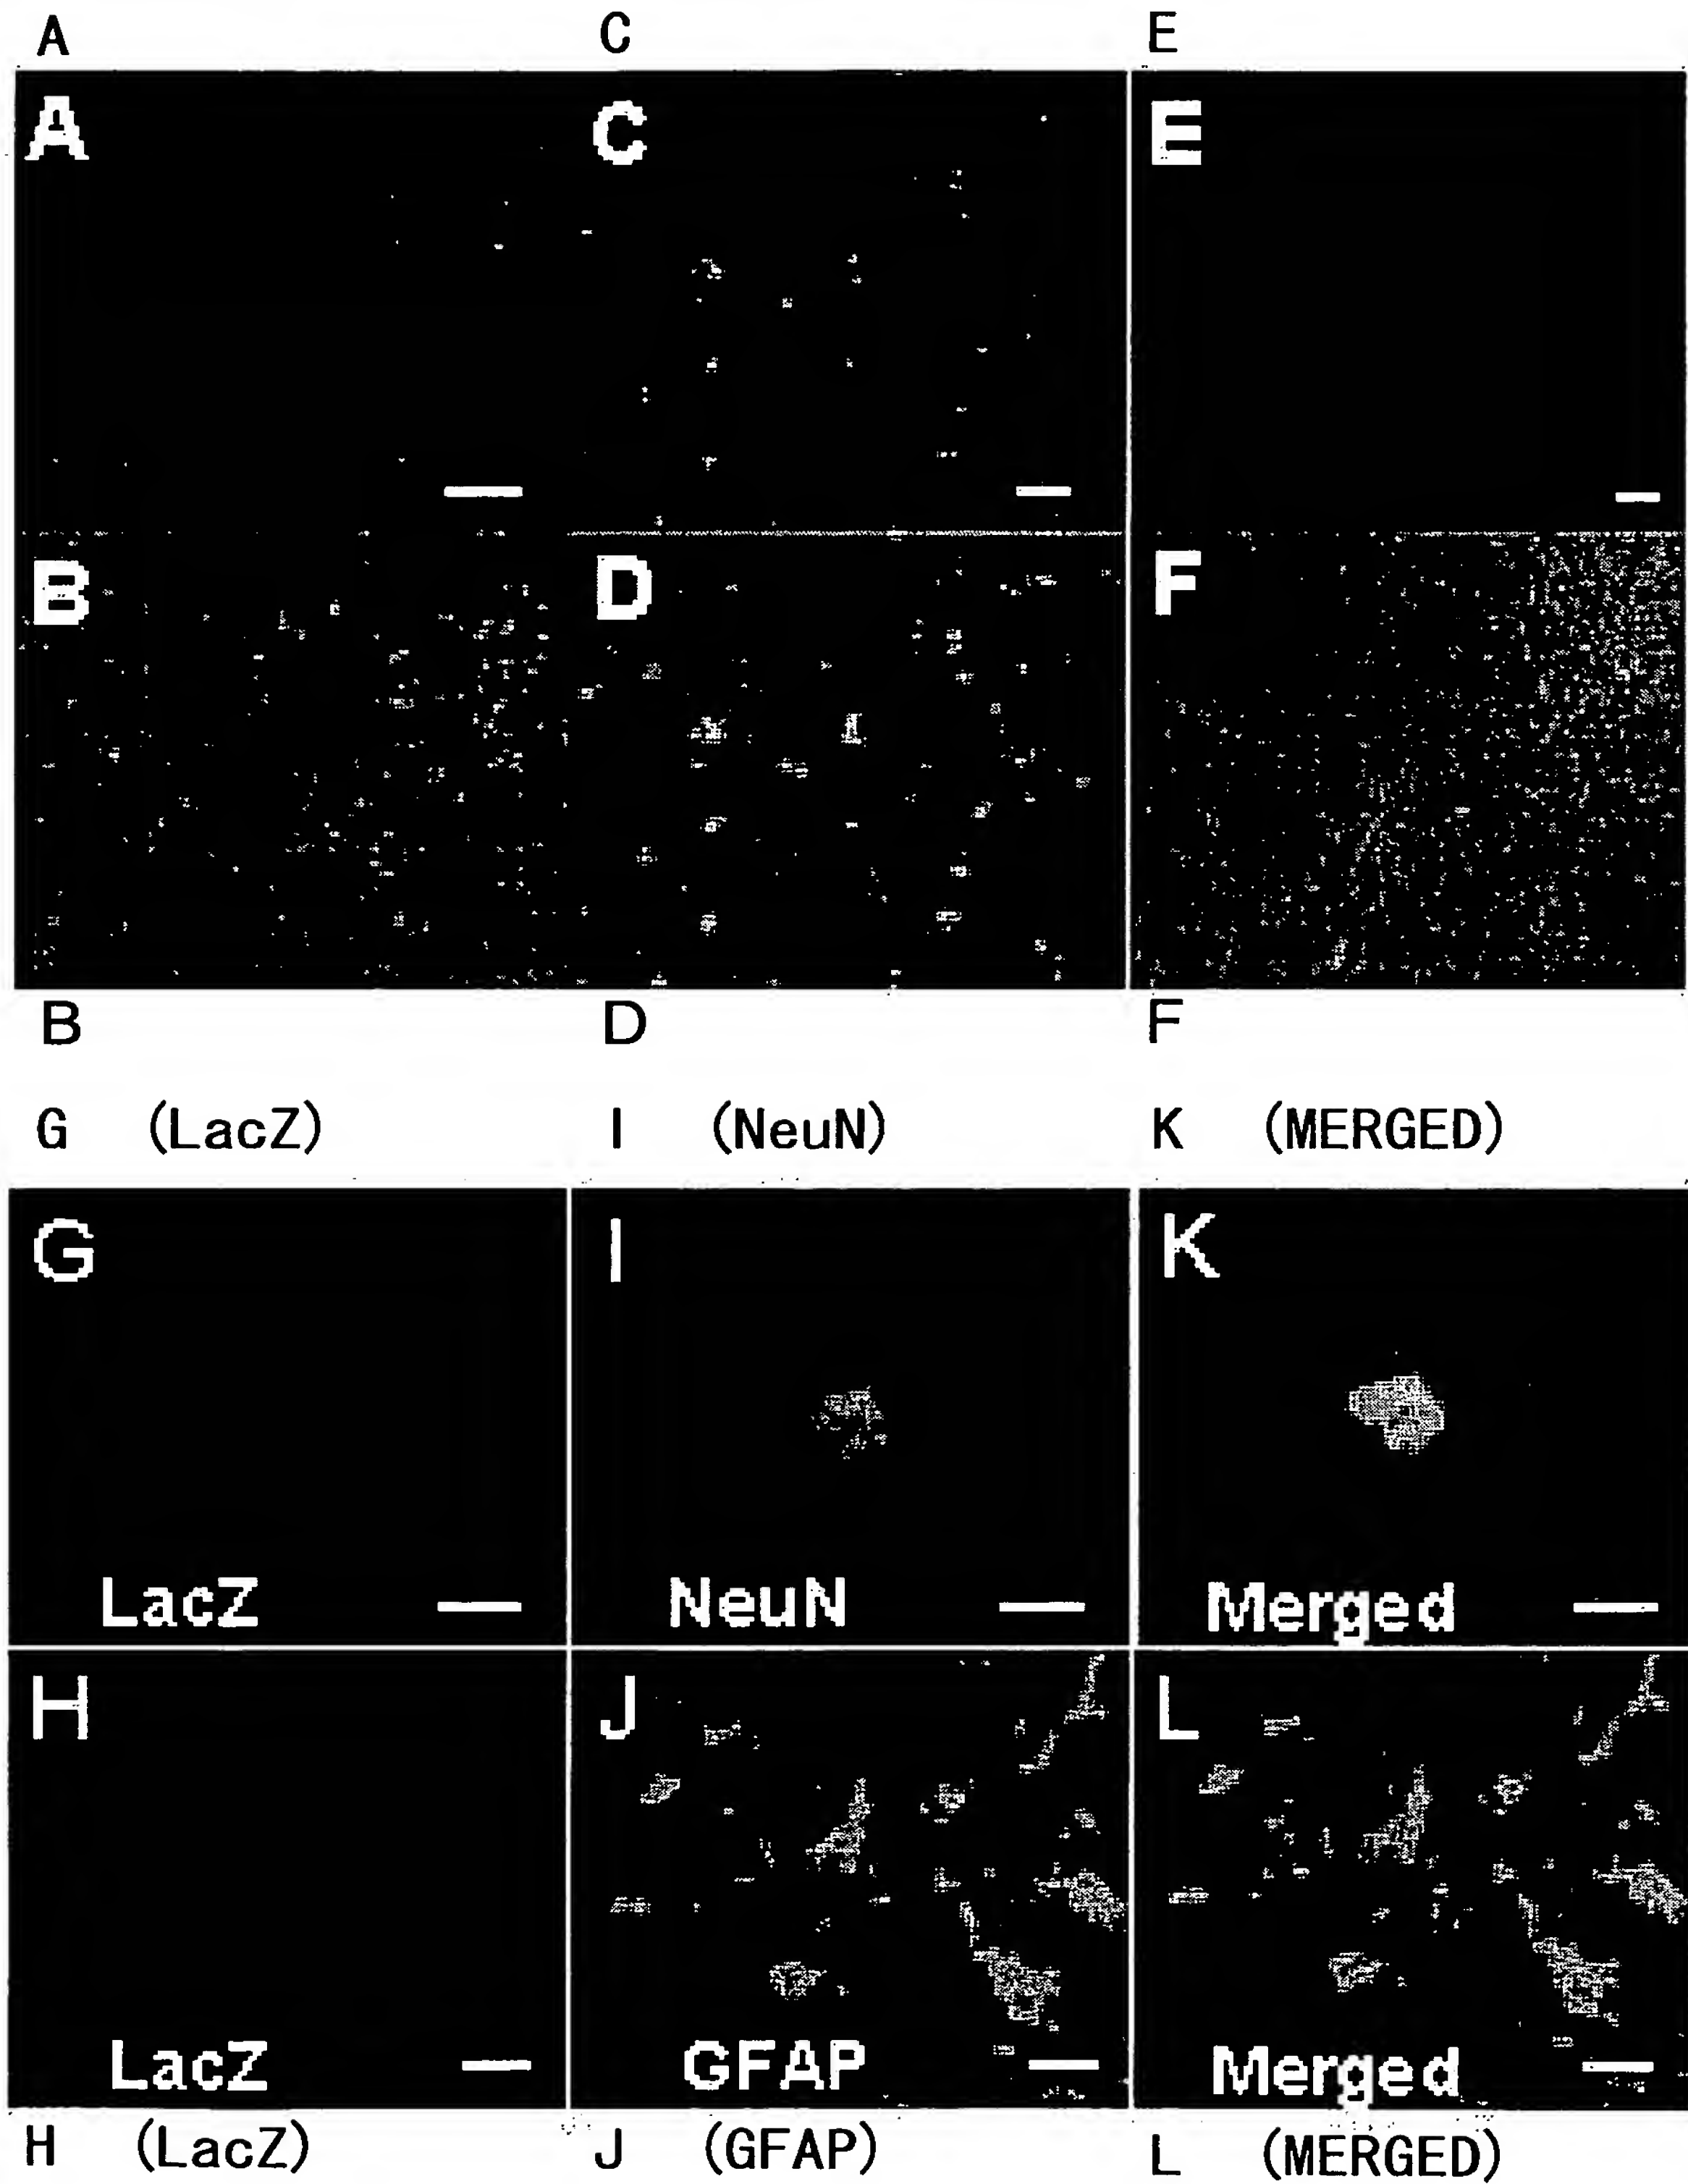 A C E
A C E
B D F
B D F
G (LacZ) I (NeuN) K (MERGED)
G I K
LacZ NeuN Merged
H J L
LacZ GFAP Merged
H (LacZ) J (GFAP) L (MERGED)